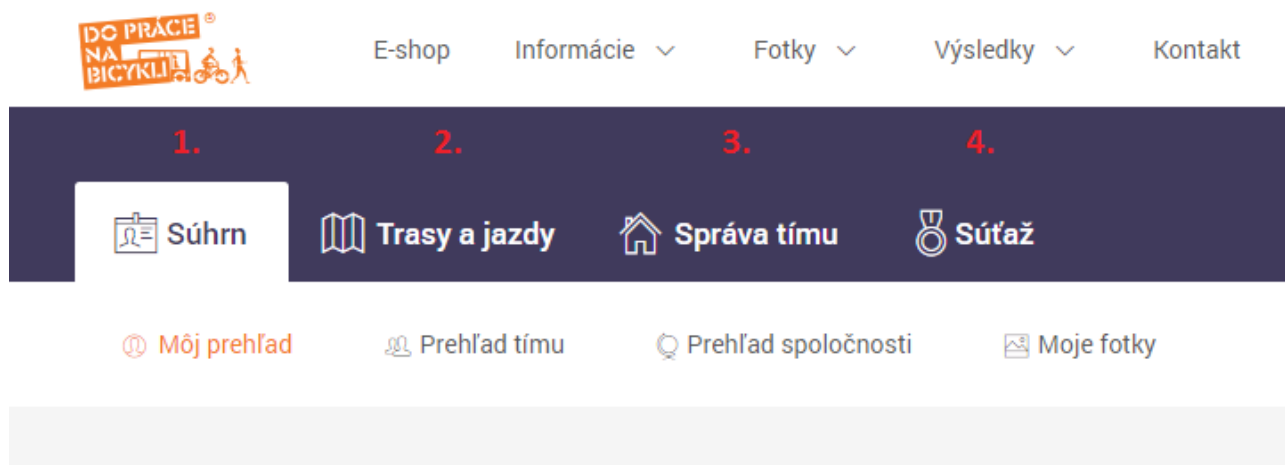 DO PRÁCE ®
NA
BICYKLI
E-shop Informácie Fotky Výsledky Kontakt
1. 2. 3. 4.
Súhrn Trasy a jazdy Správa tímu Súťaž
Môj prehľad Prehľad tímu Prehľad spoločnosti Moje fotky